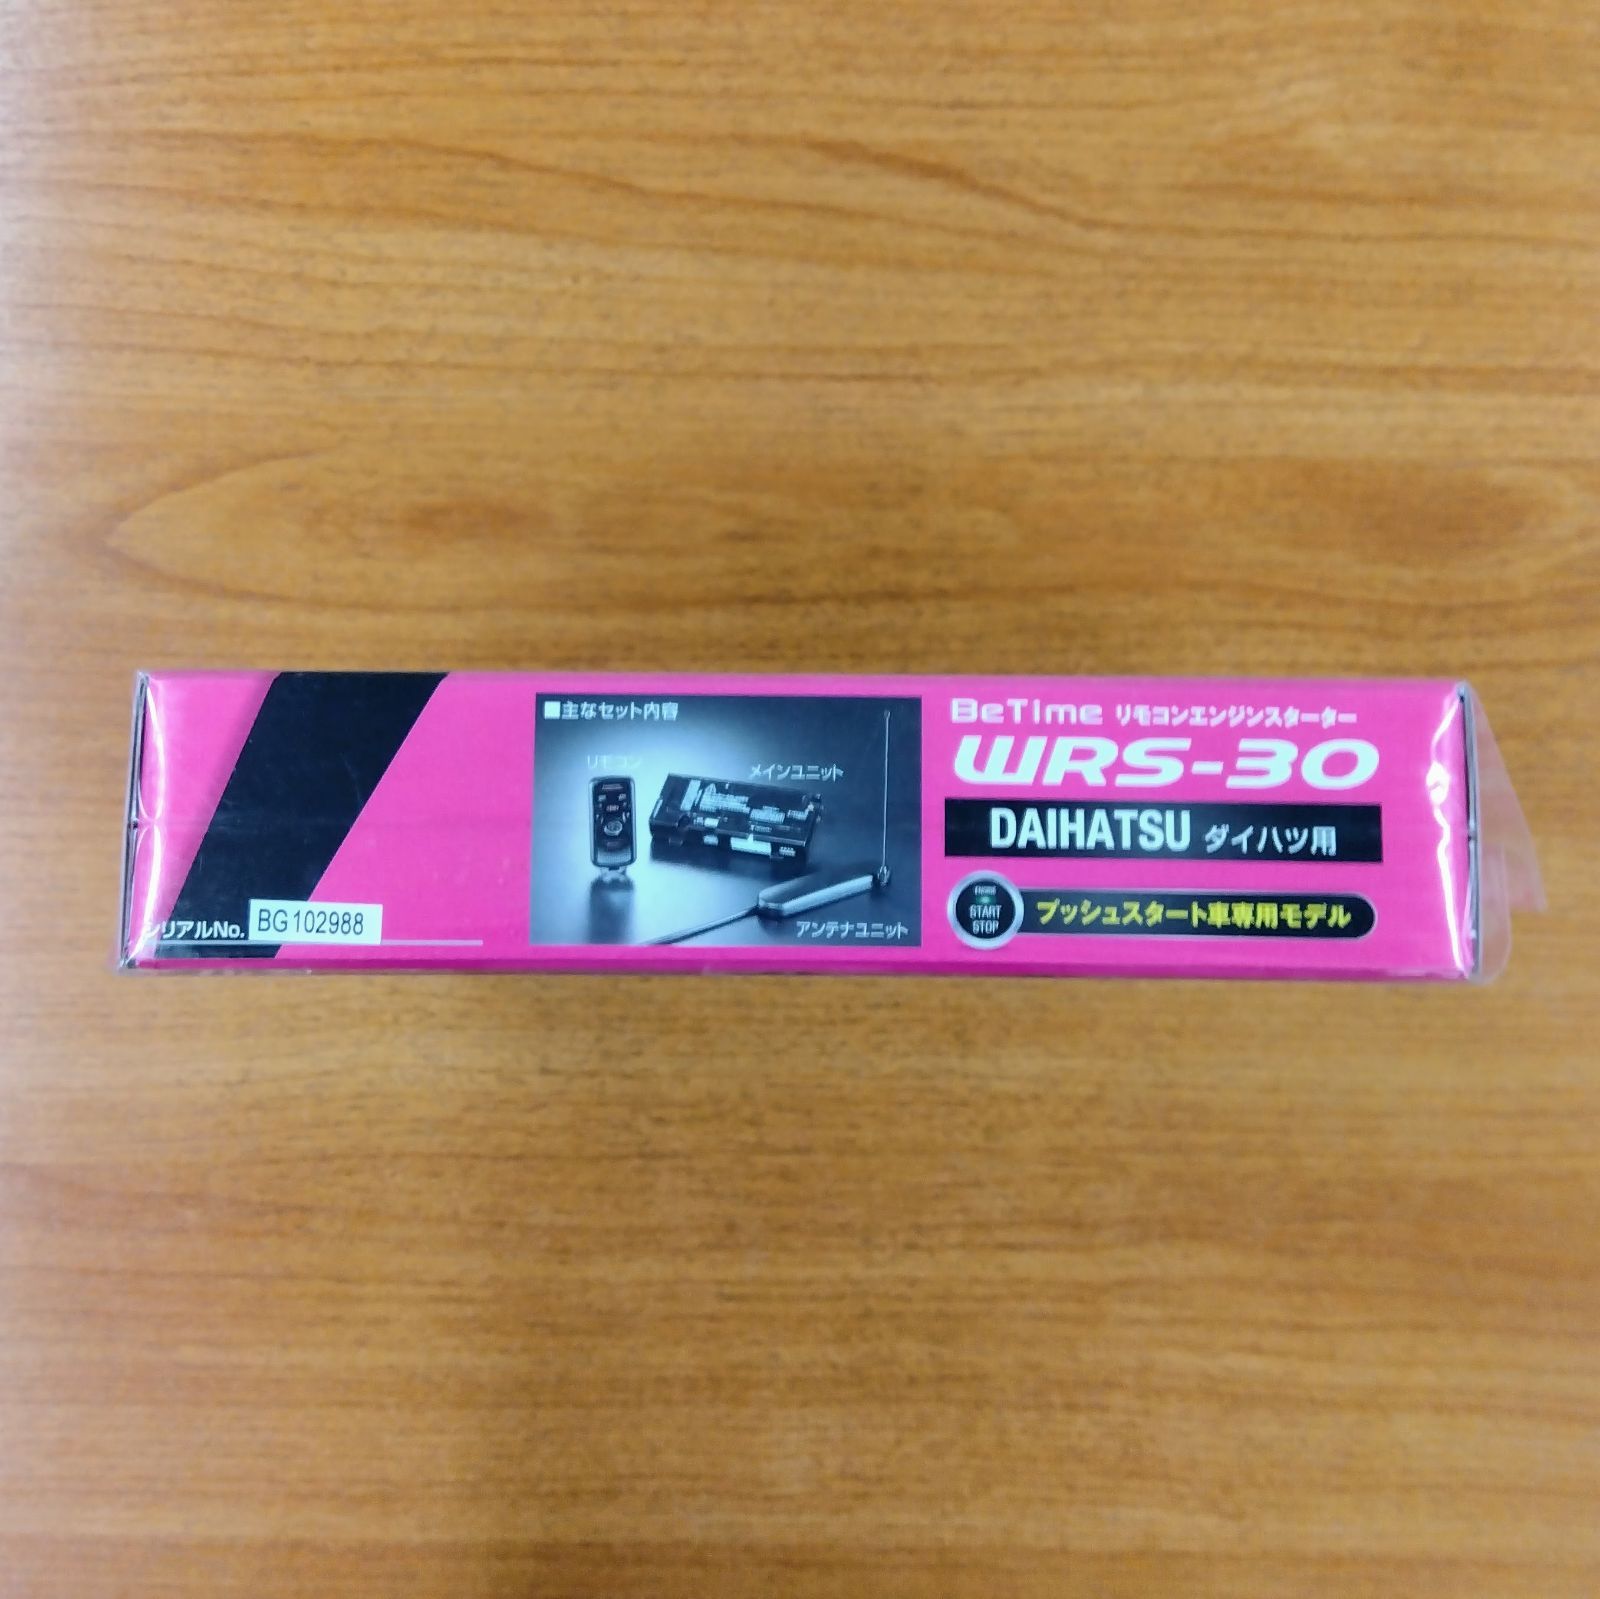 ■主なセット内容
リモコン
メインユニット
アンテナユニット
シリアルNo. BG102988
BeTime リモコンエンジンスターター
WRS-30
DAIHATSU ダイハツ用
ENGINE
START
STOP
プッシュスタート車専用モデル